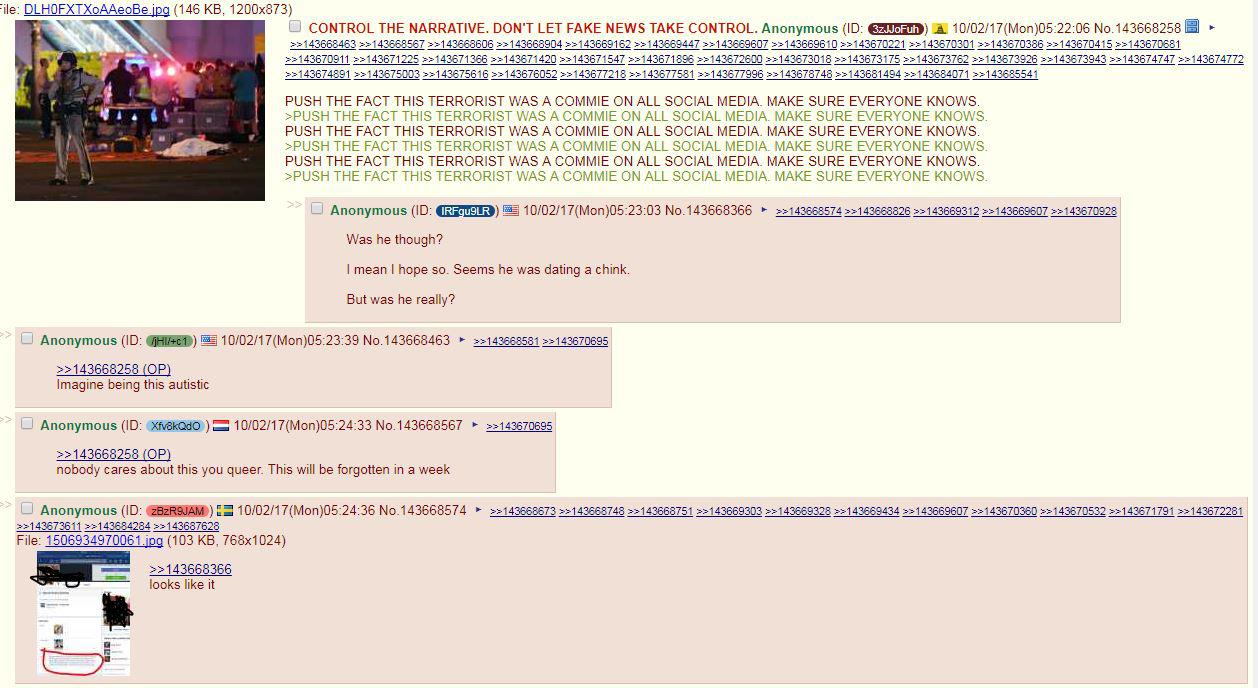 File: DLH0FXTXoAAeoBe.jpg (146 KB, 1200x873)
CONTROL THE NARRATIVE. DON'T LET FAKE NEWS TAKE CONTROL. Anonymous (ID: 3zJJoFuh) 10/02/17(Mon)05:22:06 No.143668258
>>143668463 >>143668567 >>143668606 >>143668904 >>143669162 >>143669447 >>143669607 >>143669610 >>143670221 >>143670301 >>143670386 >>143670415 >>143670681
>>143670911 >>143671225 >>143671366 >>143671420 >>143671547 >>143671896 >>143672600 >>143673018 >>143673175 >>143673762 >>143673926 >>143673943 >>143674747 >>143674772
>>143674891 >>143675003 >>143675616 >>143676052 >>143677218 >>143677581 >>143677996 >>143678748 >>143681494 >>143684071 >>143685541
PUSH THE FACT THIS TERRORIST WAS A COMMIE ON ALL SOCIAL MEDIA. MAKE SURE EVERYONE KNOWS.
>PUSH THE FACT THIS TERRORIST WAS A COMMIE ON ALL SOCIAL MEDIA. MAKE SURE EVERYONE KNOWS.
PUSH THE FACT THIS TERRORIST WAS A COMMIE ON ALL SOCIAL MEDIA. MAKE SURE EVERYONE KNOWS.
>PUSH THE FACT THIS TERRORIST WAS A COMMIE ON ALL SOCIAL MEDIA. MAKE SURE EVERYONE KNOWS.
PUSH THE FACT THIS TERRORIST WAS A COMMIE ON ALL SOCIAL MEDIA. MAKE SURE EVERYONE KNOWS.
>PUSH THE FACT THIS TERRORIST WAS A COMMIE ON ALL SOCIAL MEDIA. MAKE SURE EVERYONE KNOWS.
>> Anonymous (ID: IRFgu9LR) 10/02/17(Mon)05:23:03 No.143668366 >>143668574 >>143668826 >>143669312 >>143669607 >>143670928
Was he though?
I mean I hope so. Seems he was dating a chink.
But was he really?
>> Anonymous (ID: /jHI/+c1) 10/02/17(Mon)05:23:39 No.143668463 >>143668581 >>143670695
>>143668258 (OP)
Imagine being this autistic
>> Anonymous (ID: Xfv8kQdO) 10/02/17(Mon)05:24:33 No.143668567 >>143670695
>>143668258 (OP)
nobody cares about this you queer. This will be forgotten in a week
>> Anonymous (ID: zBzR9JAM) 10/02/17(Mon)05:24:36 No.143668574 >>143668673 >>143668748 >>143668751 >>143669303 >>143669328 >>143669434 >>143669607 >>143670360 >>143670532 >>143671791 >>143672281
>>143673611 >>143684284 >>143687628
File: 1506934970061.jpg (103 KB, 768x1024)
>>143668366
looks like it